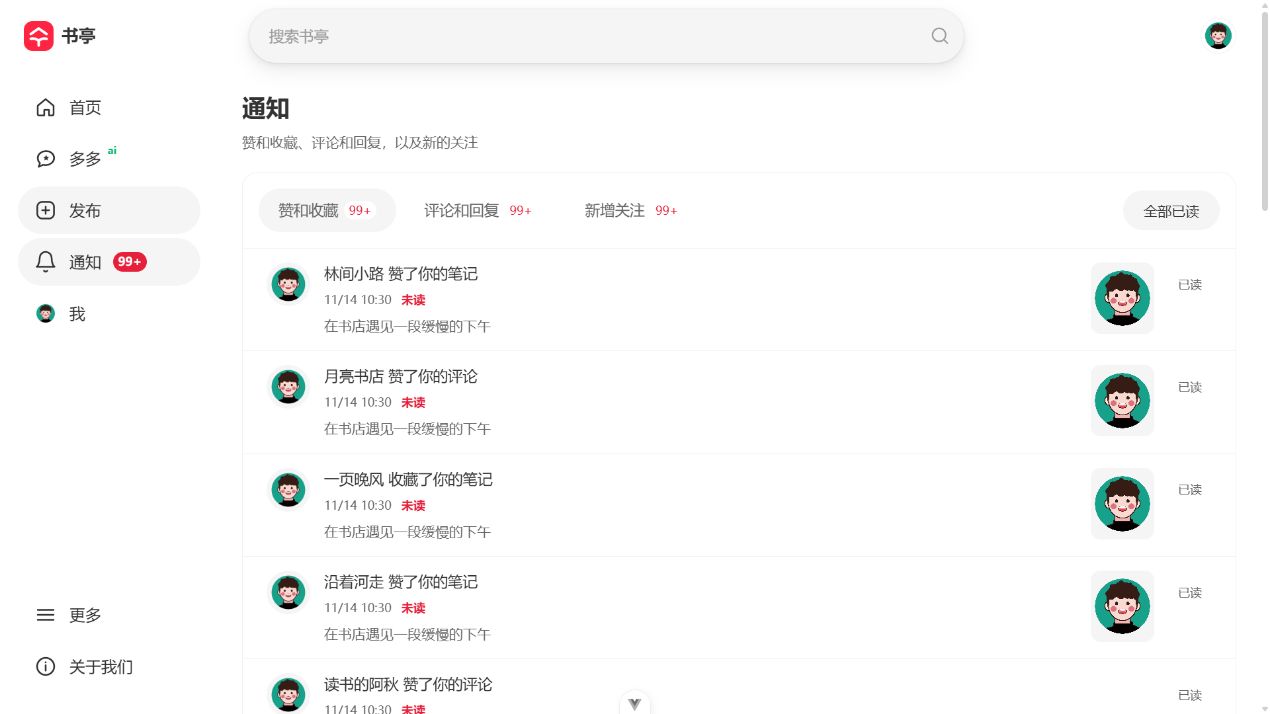 书亭
搜索书亭
首页
多多 ai
发布
通知 99+
我
更多
关于我们
通知
赞和收藏、评论和回复，以及新的关注
赞和收藏 99+ 评论和回复 99+ 新增关注 99+ 全部已读
林间小路 赞了你的笔记
11/14 10:30 未读
在书店遇见一段缓慢的下午
已读
月亮书店 赞了你的评论
11/14 10:30 未读
在书店遇见一段缓慢的下午
已读
一页晚风 收藏了你的笔记
11/14 10:30 未读
在书店遇见一段缓慢的下午
已读
沿着河走 赞了你的笔记
11/14 10:30 未读
在书店遇见一段缓慢的下午
已读
读书的阿秋 赞了你的评论
11/14 10:30 未读
已读